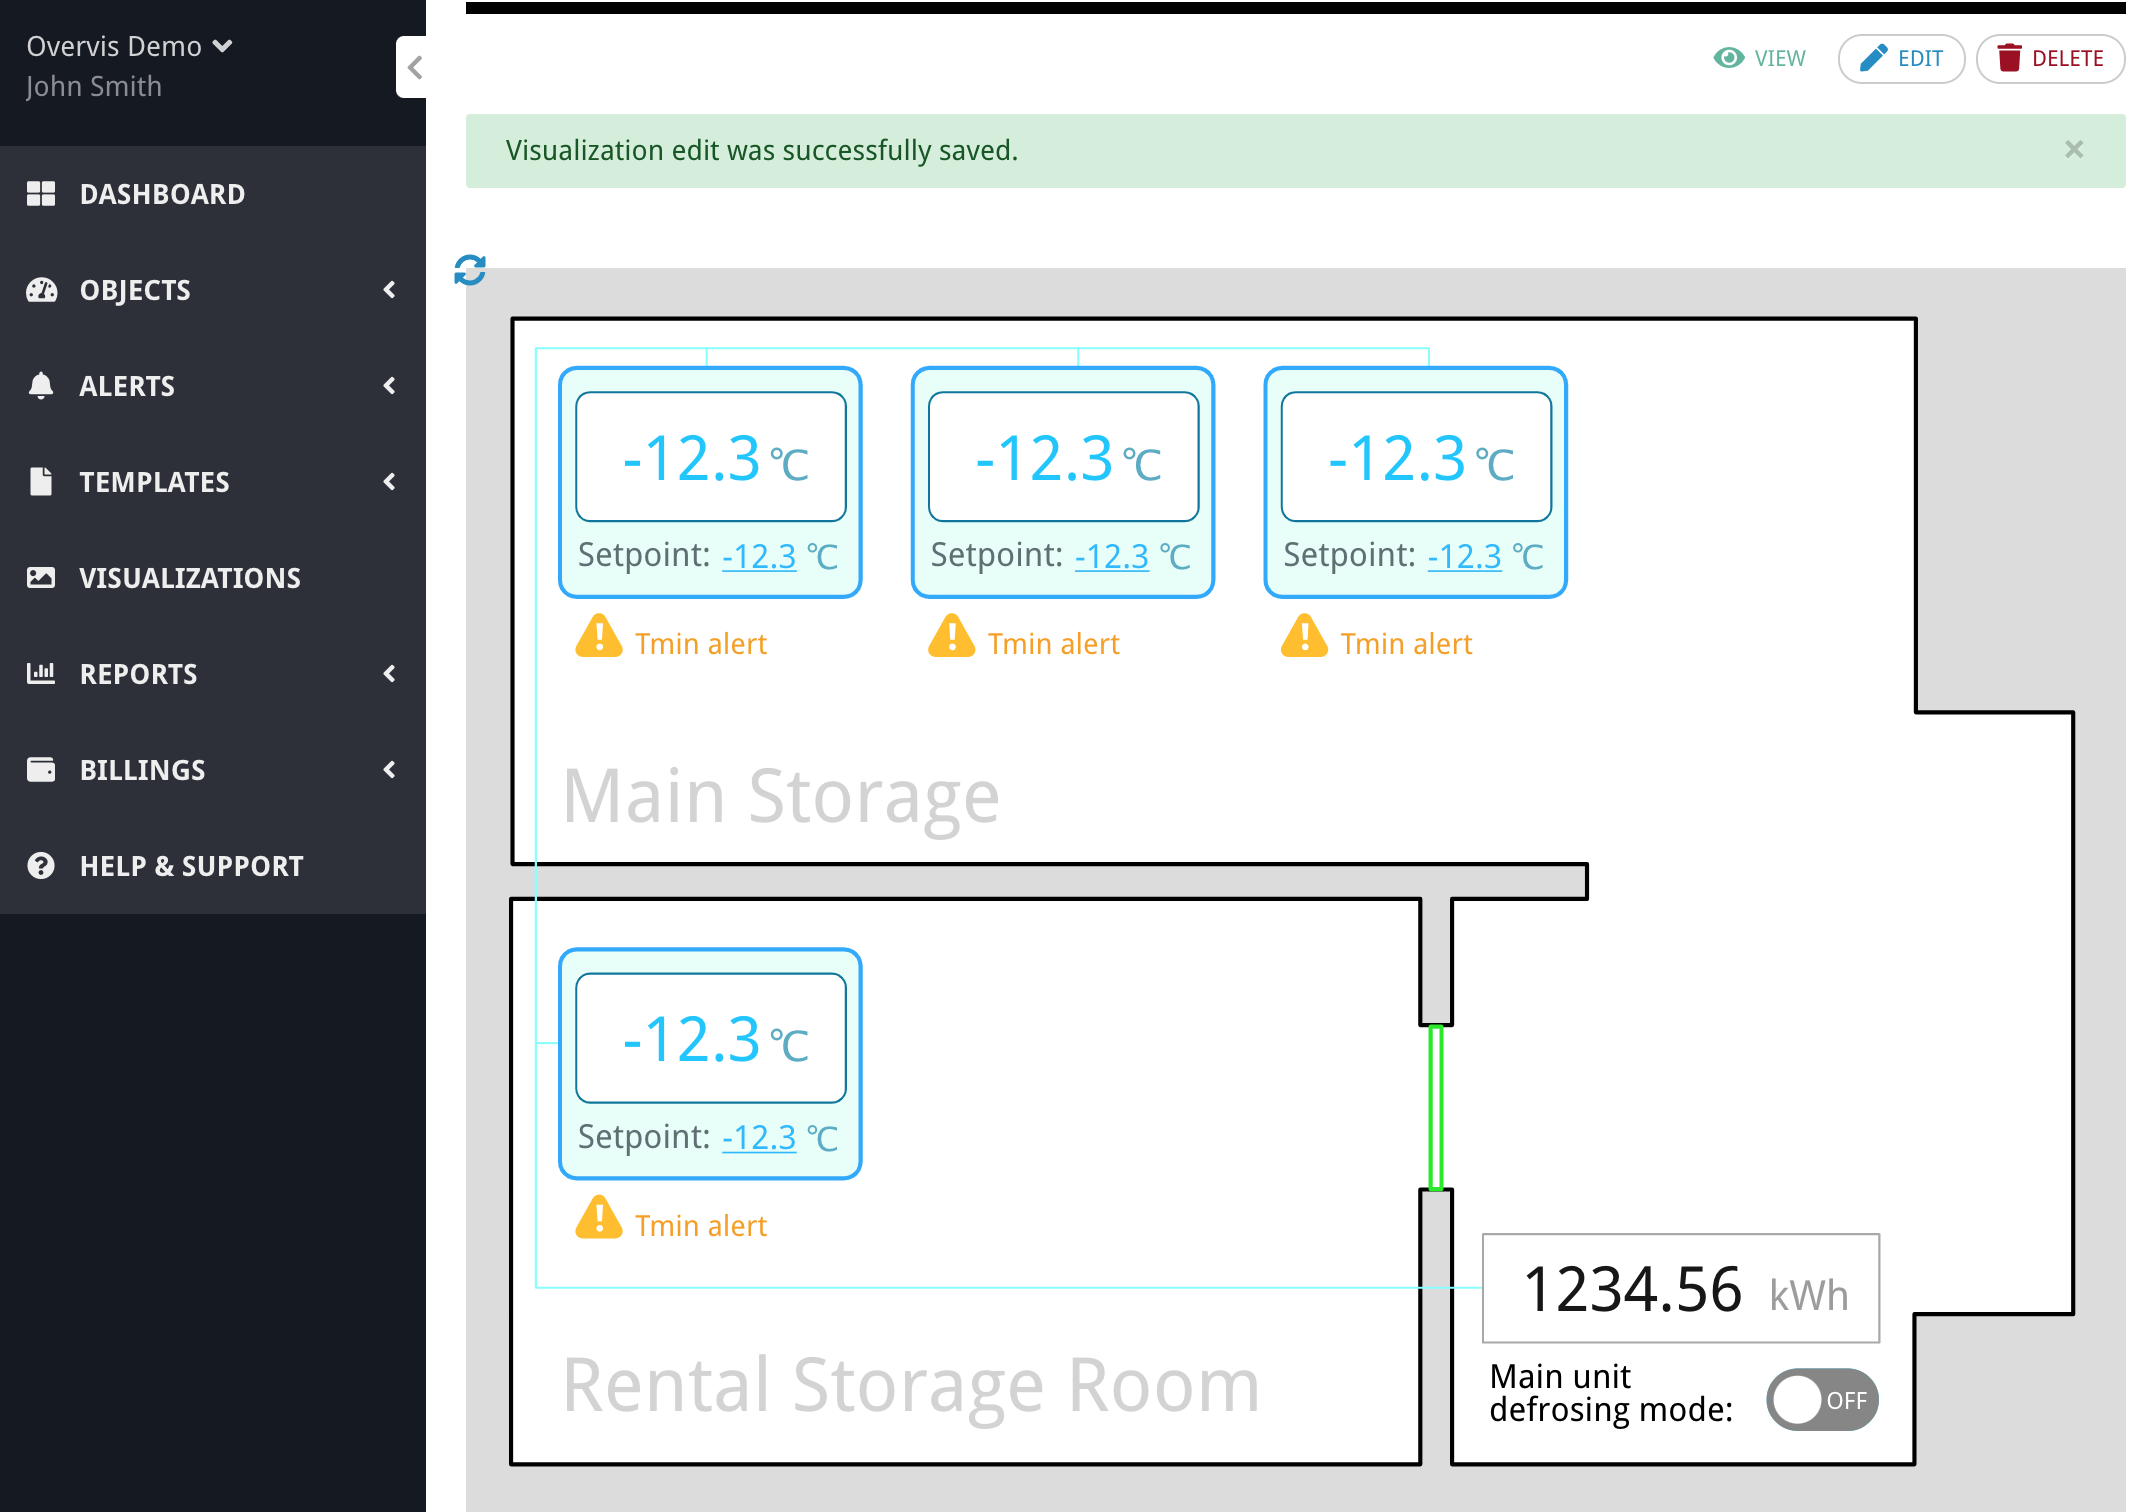 Overvis Demo
John Smith
DASHBOARD
OBJECTS
ALERTS
TEMPLATES
VISUALIZATIONS
REPORTS
BILLINGS
HELP & SUPPORT
VIEW EDIT DELETE
Visualization edit was successfully saved. ×
-12.3 °C -12.3 °C -12.3 °C
Setpoint: -12.3 °C Setpoint: -12.3 °C Setpoint: -12.3 °C
Tmin alert Tmin alert Tmin alert
Main Storage
-12.3 °C
Setpoint: -12.3 °C
Tmin alert
Rental Storage Room
1234.56 kWh
Main unit
defrosing mode: OFF